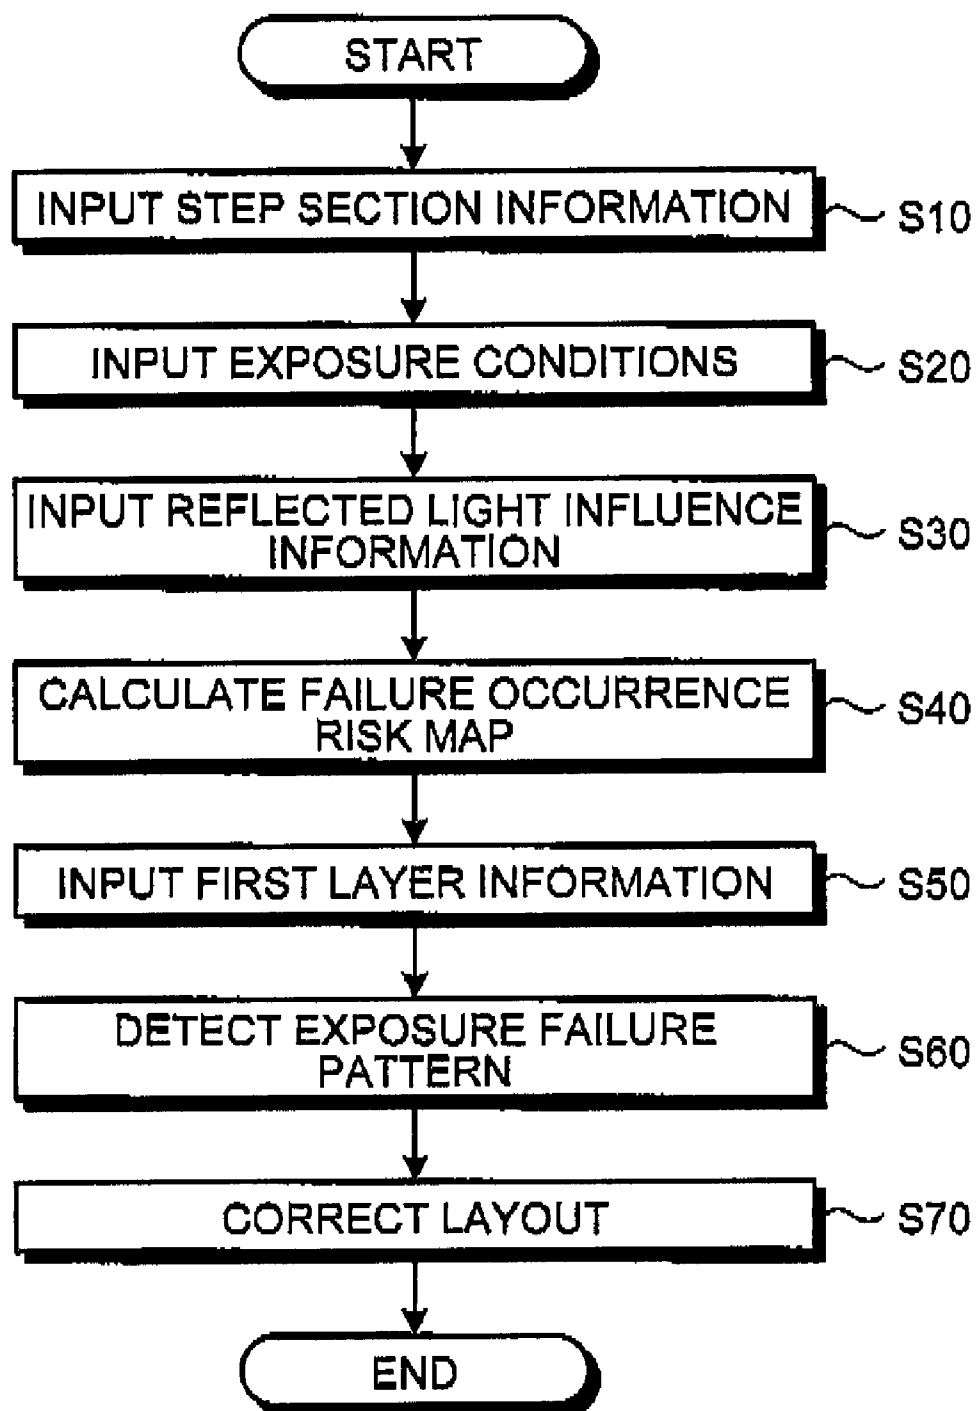 START
INPUT STEP SECTION INFORMATION
S10
INPUT EXPOSURE CONDITIONS
S20
INPUT REFLECTED LIGHT INFLUENCE
INFORMATION
S30
CALCULATE FAILURE OCCURRENCE
RISK MAP
S40
INPUT FIRST LAYER INFORMATION
S50
DETECT EXPOSURE FAILURE
PATTERN
S60
CORRECT LAYOUT
S70
END